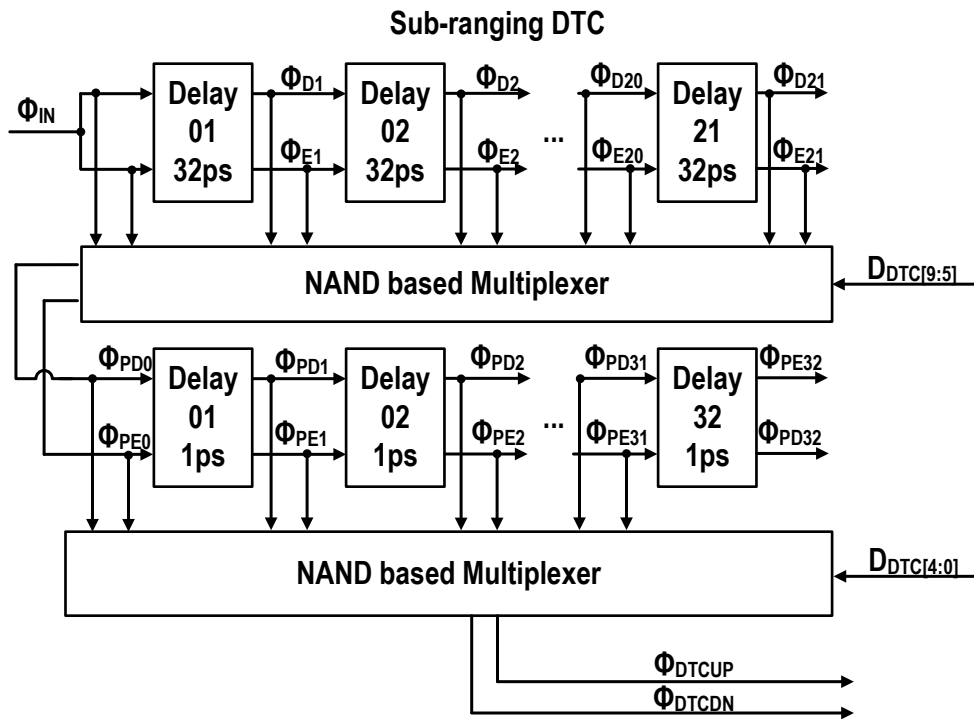 Sub-ranging DTC
ΦIN
Delay 01 32ps
ΦD1
ΦE1
Delay 02 32ps
ΦD2
ΦE2
...
ΦD20
ΦE20
Delay 21 32ps
ΦD21
ΦE21
NAND based Multiplexer
DDTC[9:5]
ΦPD0
ΦPE0
Delay 01 1ps
ΦPD1
ΦPE1
Delay 02 1ps
ΦPD2
ΦPE2
...
ΦPD31
ΦPE31
Delay 32 1ps
ΦPE32
ΦPD32
NAND based Multiplexer
DDTC[4:0]
ΦDTCUP
ΦDTCDN